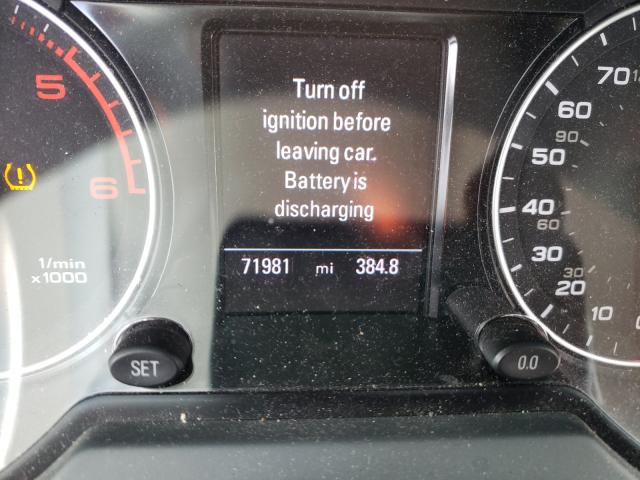 Turn off
ignition before
leaving car.
Battery is
discharging
71981 mi 384.8
5
6
1/min
x1000
SET
70
60
90
50
40
60
30
30
20
10
0.0